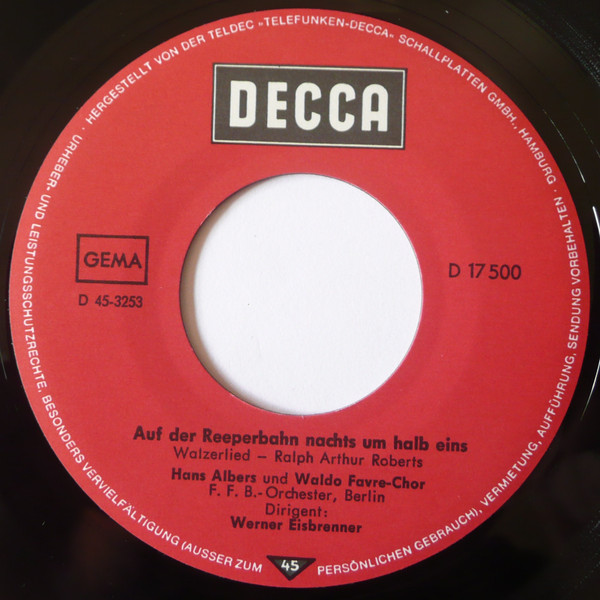 HERGESTELLT VON DER TELDEC »TELEFUNKEN-DECCA« SCHALLPLATTEN GMBH., HAMBURG · URHEBER- UND LEISTUNGSSCHUTZRECHTE, BESONDERS VERVIELFÄLTIGUNG (AUSSER ZUM PERSÖNLICHEN GEBRAUCH), VERMIETUNG, AUFFÜHRUNG, SENDUNG VORBEHALTEN ·
DECCA
GEMA
D 45-3253
D 17 500
Auf der Reeperbahn nachts um halb eins
Walzerlied – Ralph Arthur Roberts
Hans Albers und Waldo Favre-Chor
F. F. B.-Orchester, Berlin
Dirigent:
Werner Eisbrenner
45